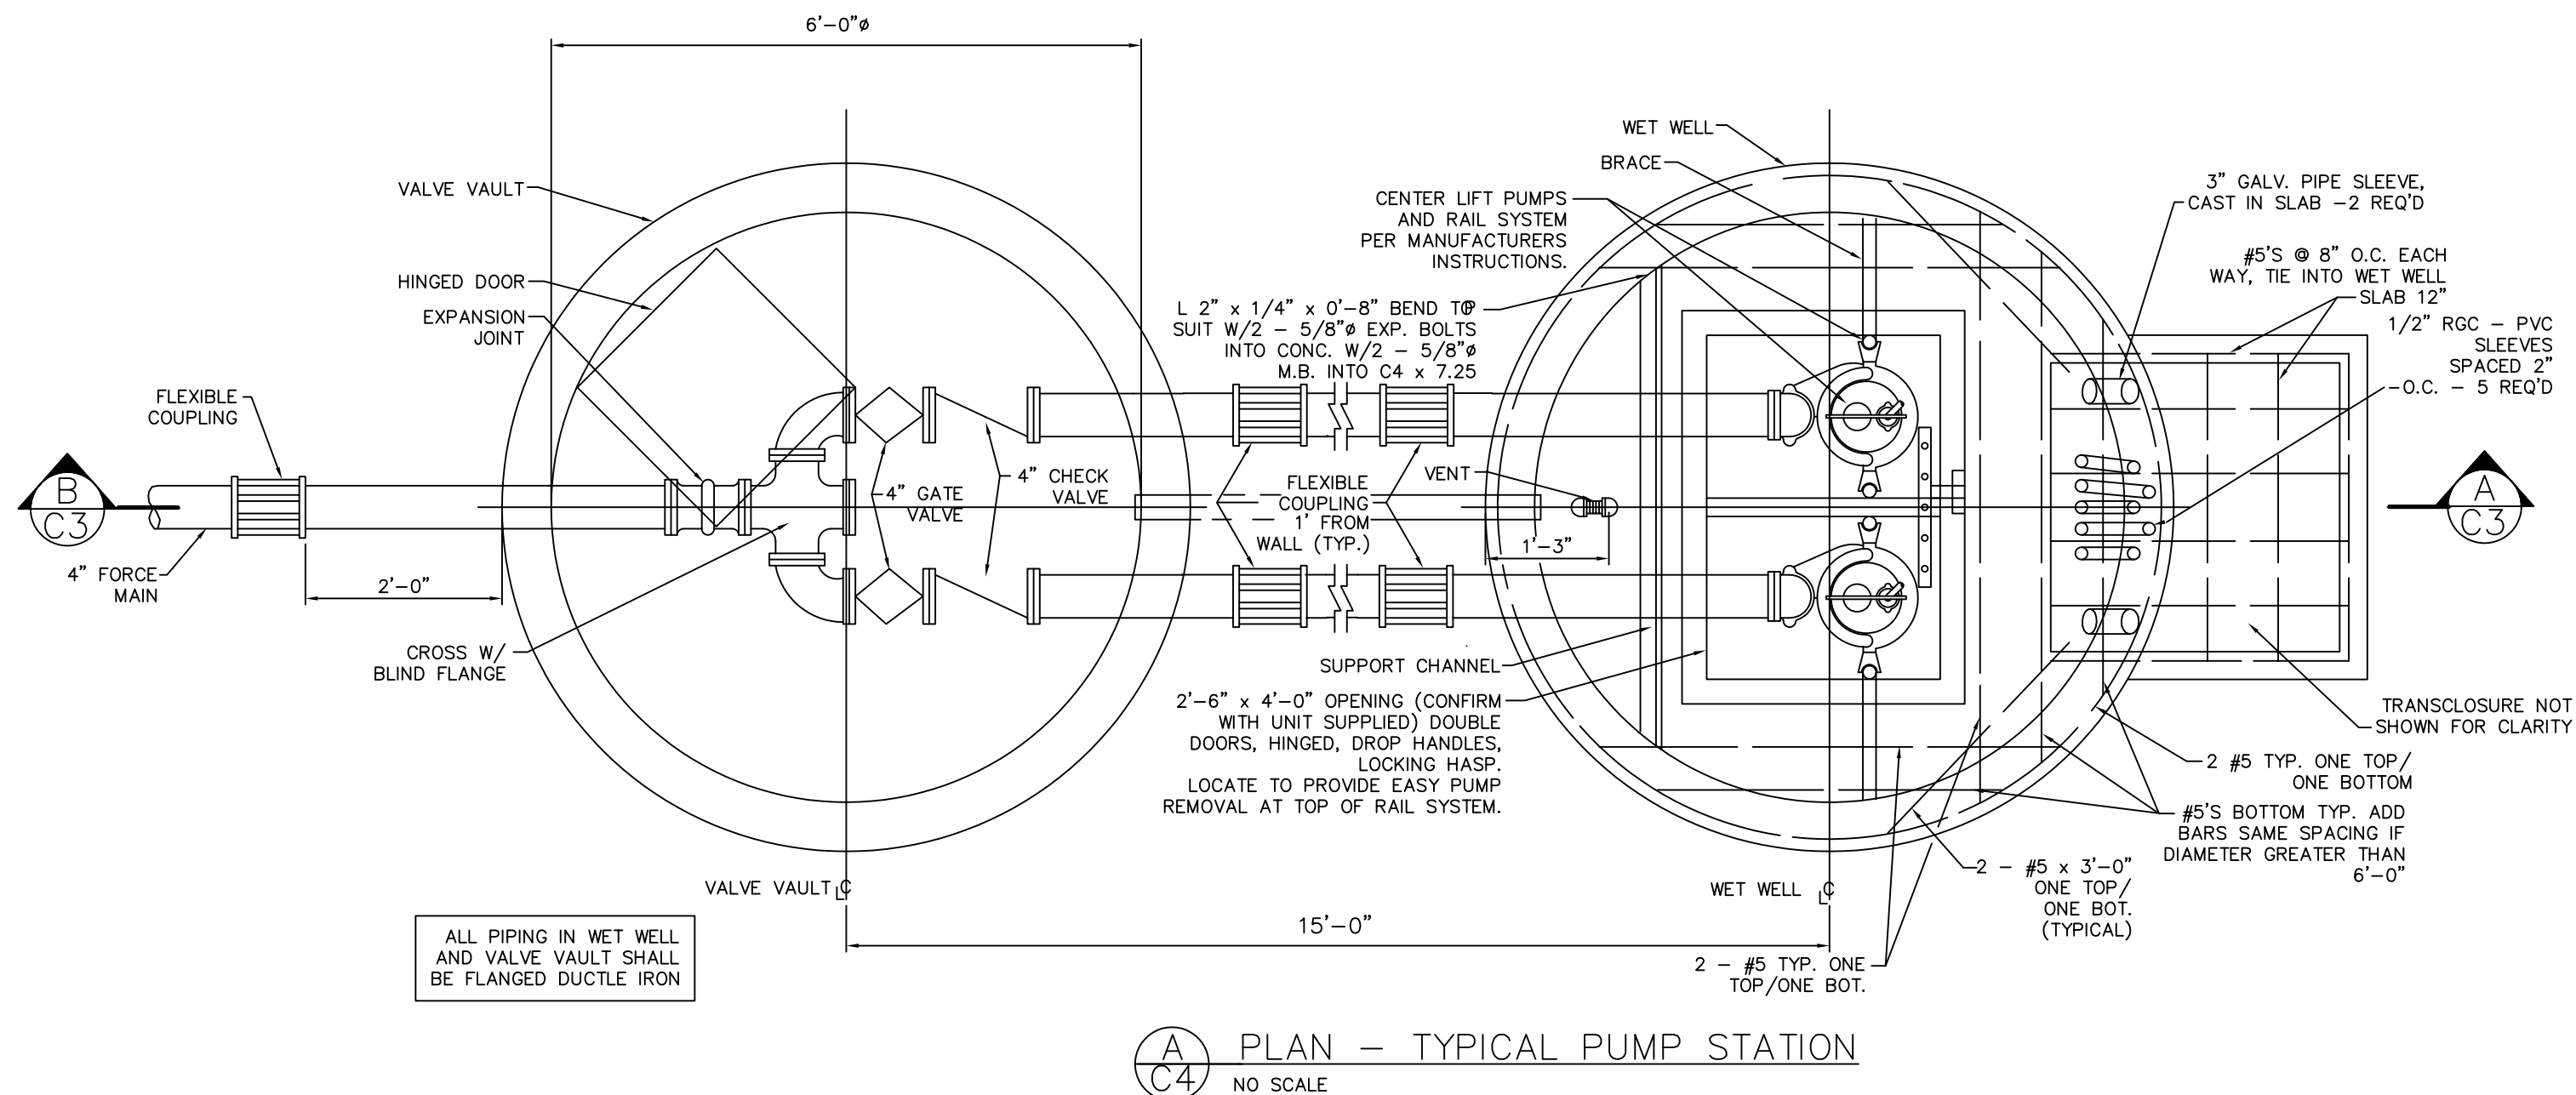 6'-0"ø
WET WELL
BRACE
VALVE VAULT
CENTER LIFT PUMPS
AND RAIL SYSTEM
PER MANUFACTURERS
INSTRUCTIONS.
3" GALV. PIPE SLEEVE,
CAST IN SLAB -2 REQ'D
#5'S @ 8" O.C. EACH
WAY, TIE INTO WET WELL
SLAB 12"
HINGED DOOR
EXPANSION
JOINT
L 2" x 1/4" x 0'-8" BEND TOP
SUIT W/2 - 5/8"ø EXP. BOLTS
INTO CONC. W/2 - 5/8"ø
M.B. INTO C4 x 7.25
1/2" RGC - PVC
SLEEVES
SPACED 2"
O.C. - 5 REQ'D
FLEXIBLE
COUPLING
B
C3
4" FORCE
MAIN
2'-0"
4" GATE
VALVE
4" CHECK
VALVE
FLEXIBLE
COUPLING
1' FROM
WALL (TYP.)
VENT
1'-3"
A
C3
CROSS W/
BLIND FLANGE
SUPPORT CHANNEL
2'-6" x 4'-0" OPENING (CONFIRM
WITH UNIT SUPPLIED) DOUBLE
DOORS, HINGED, DROP HANDLES,
LOCKING HASP.
LOCATE TO PROVIDE EASY PUMP
REMOVAL AT TOP OF RAIL SYSTEM.
TRANSCLOSURE NOT
SHOWN FOR CLARITY
2 #5 TYP. ONE TOP/
ONE BOTTOM
#5'S BOTTOM TYP. ADD
BARS SAME SPACING IF
DIAMETER GREATER THAN
6'-0"
2 - #5 x 3'-0"
ONE TOP/
ONE BOT.
(TYPICAL)
VALVE VAULT CL
WET WELL CL
15'-0"
2 - #5 TYP. ONE
TOP/ONE BOT.
ALL PIPING IN WET WELL
AND VALVE VAULT SHALL
BE FLANGED DUCTLE IRON
A
C4
PLAN - TYPICAL PUMP STATION
NO SCALE